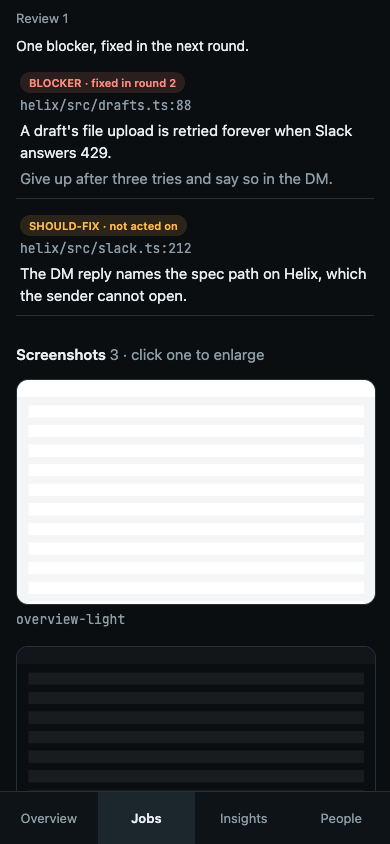 Review 1
One blocker, fixed in the next round.
BLOCKER · fixed in round 2
helix/src/drafts.ts:88
A draft's file upload is retried forever when Slack
answers 429.
Give up after three tries and say so in the DM.
SHOULD-FIX · not acted on
helix/src/slack.ts:212
The DM reply names the spec path on Helix, which
the sender cannot open.
Screenshots 3 · click one to enlarge
overview-light
Overview Jobs Insights People